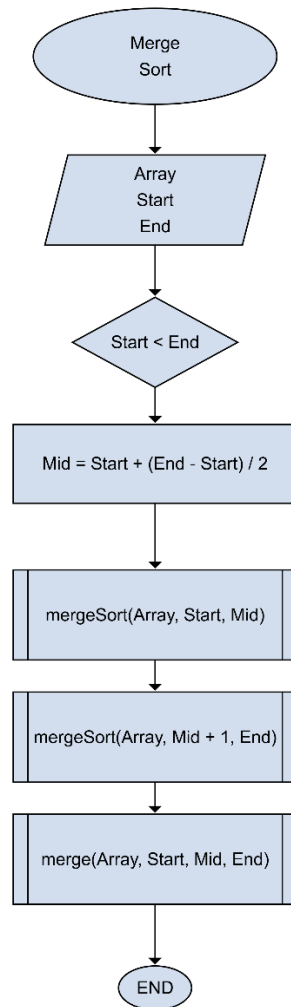 Merge
Sort
Array
Start
End
Start < End
Mid = Start + (End - Start) / 2
mergeSort(Array, Start, Mid)
mergeSort(Array, Mid + 1, End)
merge(Array, Start, Mid, End)
END